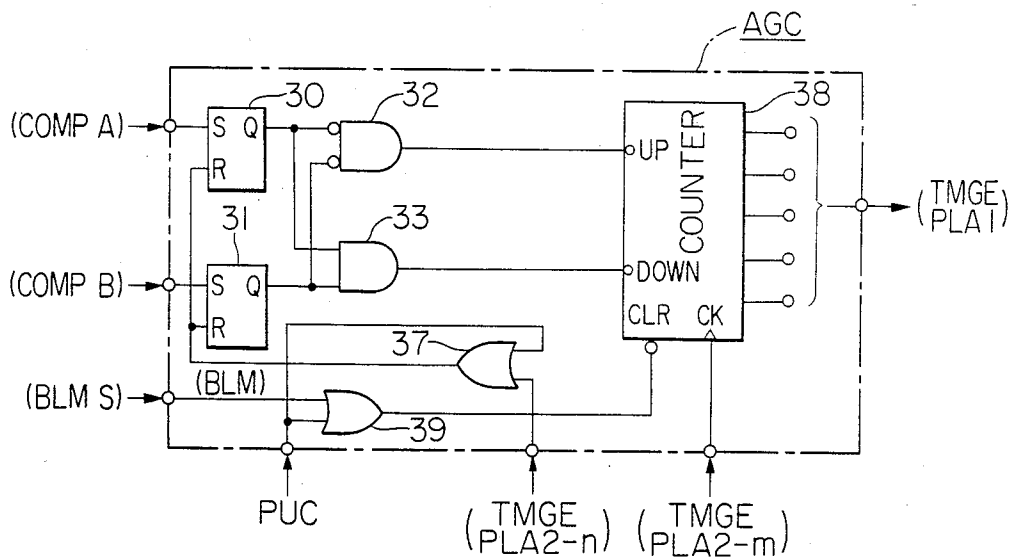 AGC
30
32
38
(COMP A)
S Q
R
UP
COUNTER
(TMGE
PLA1)
31
33
(COMP B)
S Q
R
DOWN
CLR CK
37
(BLM)
(BLM S)
39
PUC
(TMGE
PLA2-n)
(TMGE
PLA2-m)